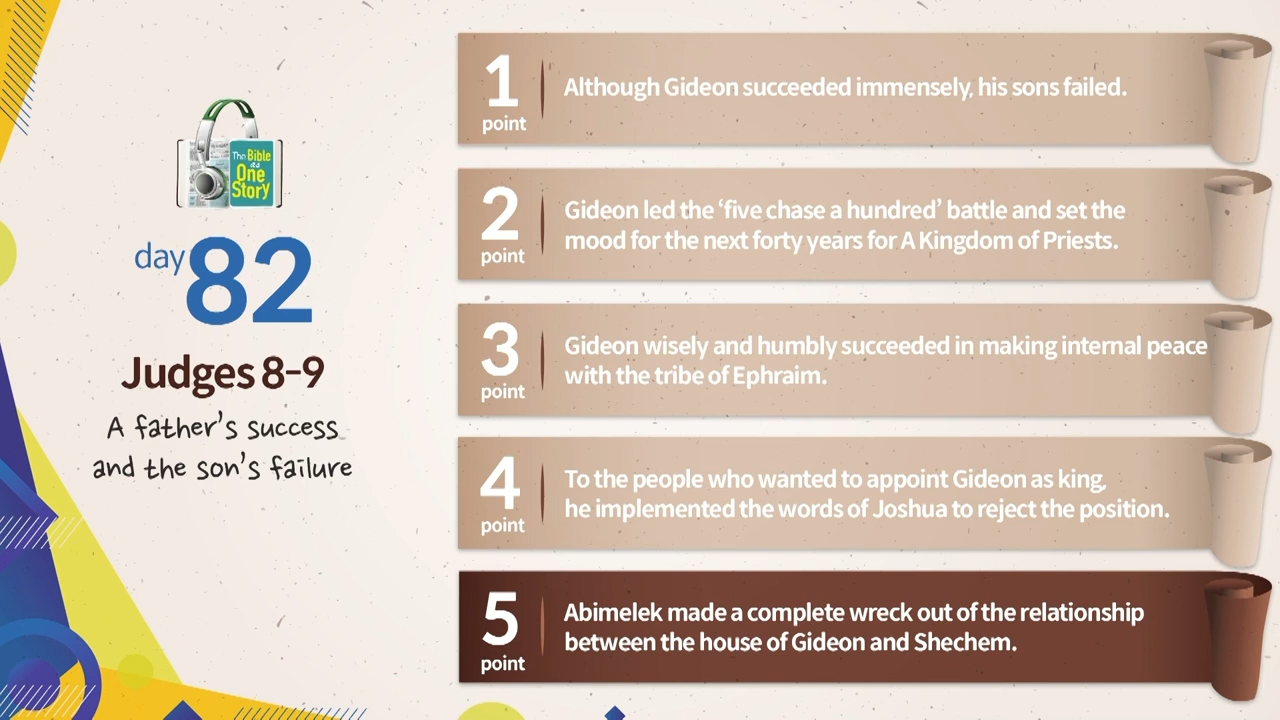 The Bible
as
One
Story
day 82
Judges 8-9
A father's success
and the son's failure
1
point
Although Gideon succeeded immensely, his sons failed.
2
point
Gideon led the ‘five chase a hundred’ battle and set the
mood for the next forty years for A Kingdom of Priests.
3
point
Gideon wisely and humbly succeeded in making internal peace
with the tribe of Ephraim.
4
point
To the people who wanted to appoint Gideon as king,
he implemented the words of Joshua to reject the position.
5
point
Abimelek made a complete wreck out of the relationship
between the house of Gideon and Shechem.